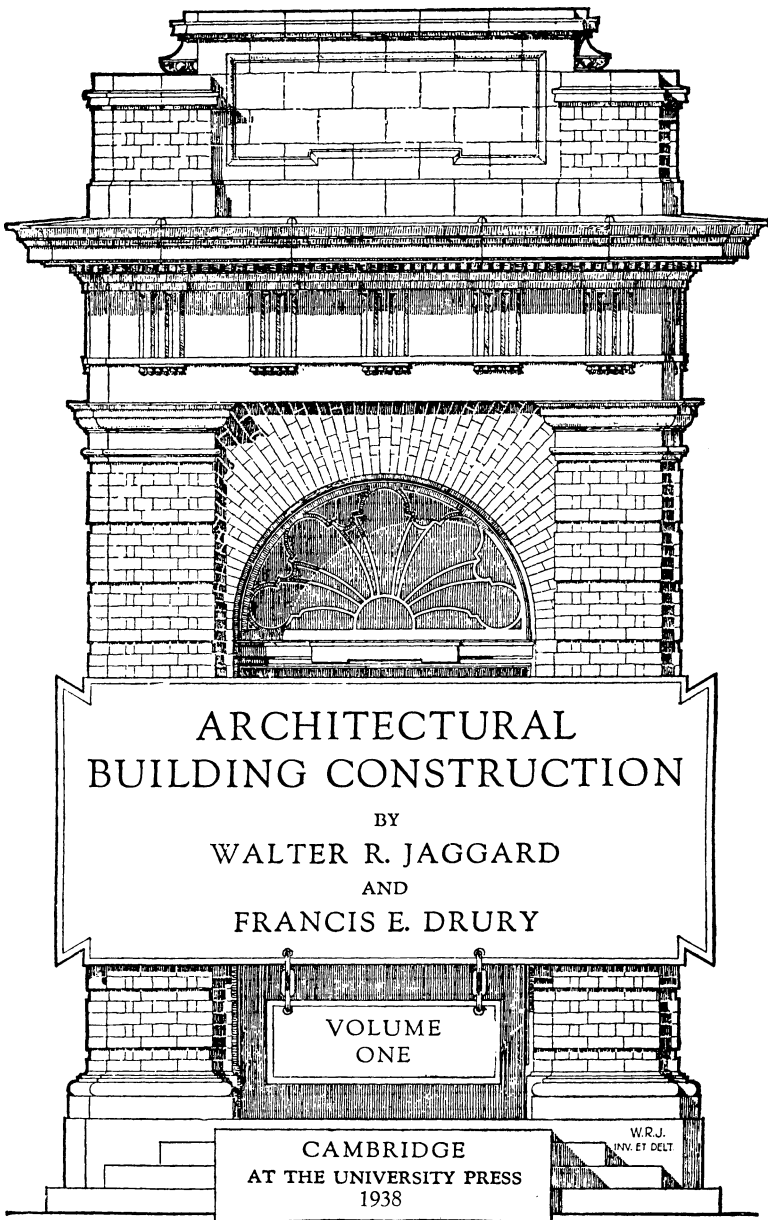 ARCHITECTURAL
BUILDING CONSTRUCTION
BY
WALTER R. JAGGARD
AND
FRANCIS E. DRURY
VOLUME
ONE
W.R.J.
INV. ET DELT
CAMBRIDGE
AT THE UNIVERSITY PRESS
1938